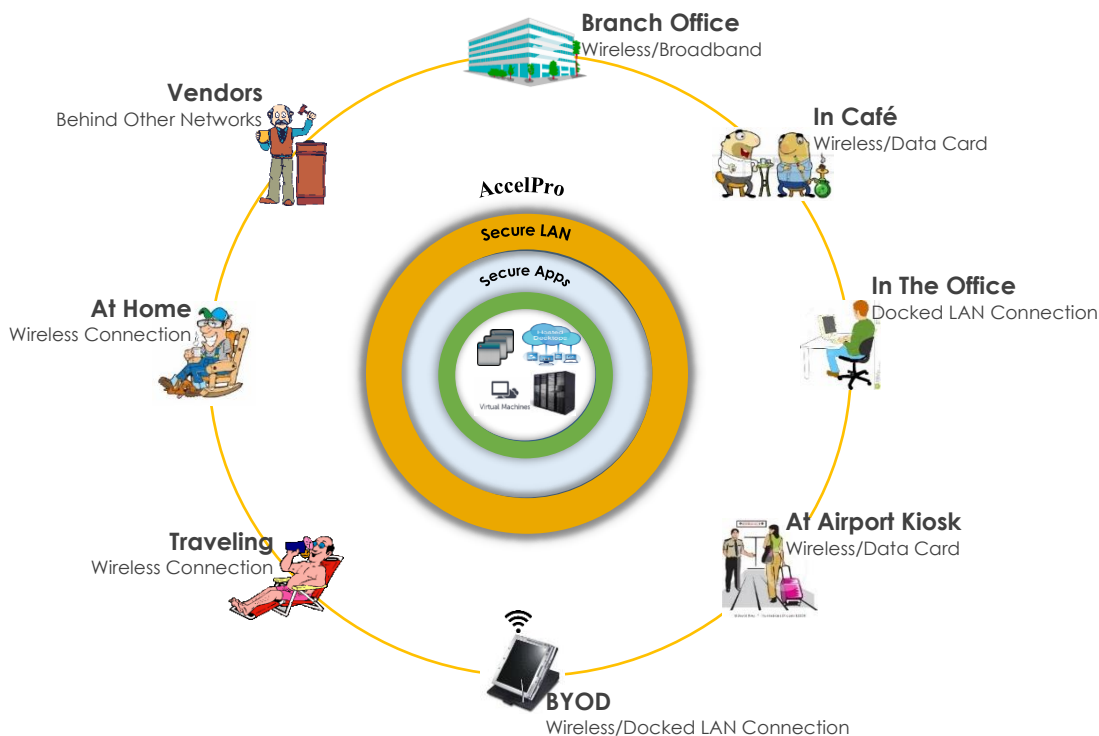 Branch Office
Wireless/Broadband
Vendors
Behind Other Networks
In Café
Wireless/Data Card
AccelPro
Secure LAN
Secure Apps
In The Office
Docked LAN Connection
At Home
Wireless Connection
Hosted
Desktops
Virtual Machines
At Airport Kiosk
Wireless/Data Card
Traveling
Wireless Connection
BYOD
Wireless/Docked LAN Connection